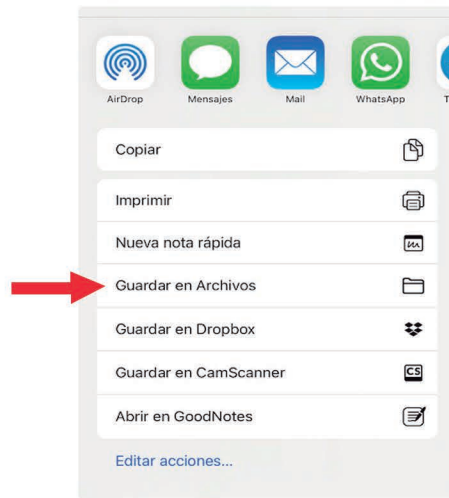 AirDrop Mensajes Mail WhatsApp T
Copiar
Imprimir
Nueva nota rápida
Guardar en Archivos
Guardar en Dropbox
CS
Guardar en CamScanner
Abrir en GoodNotes
Editar acciones...